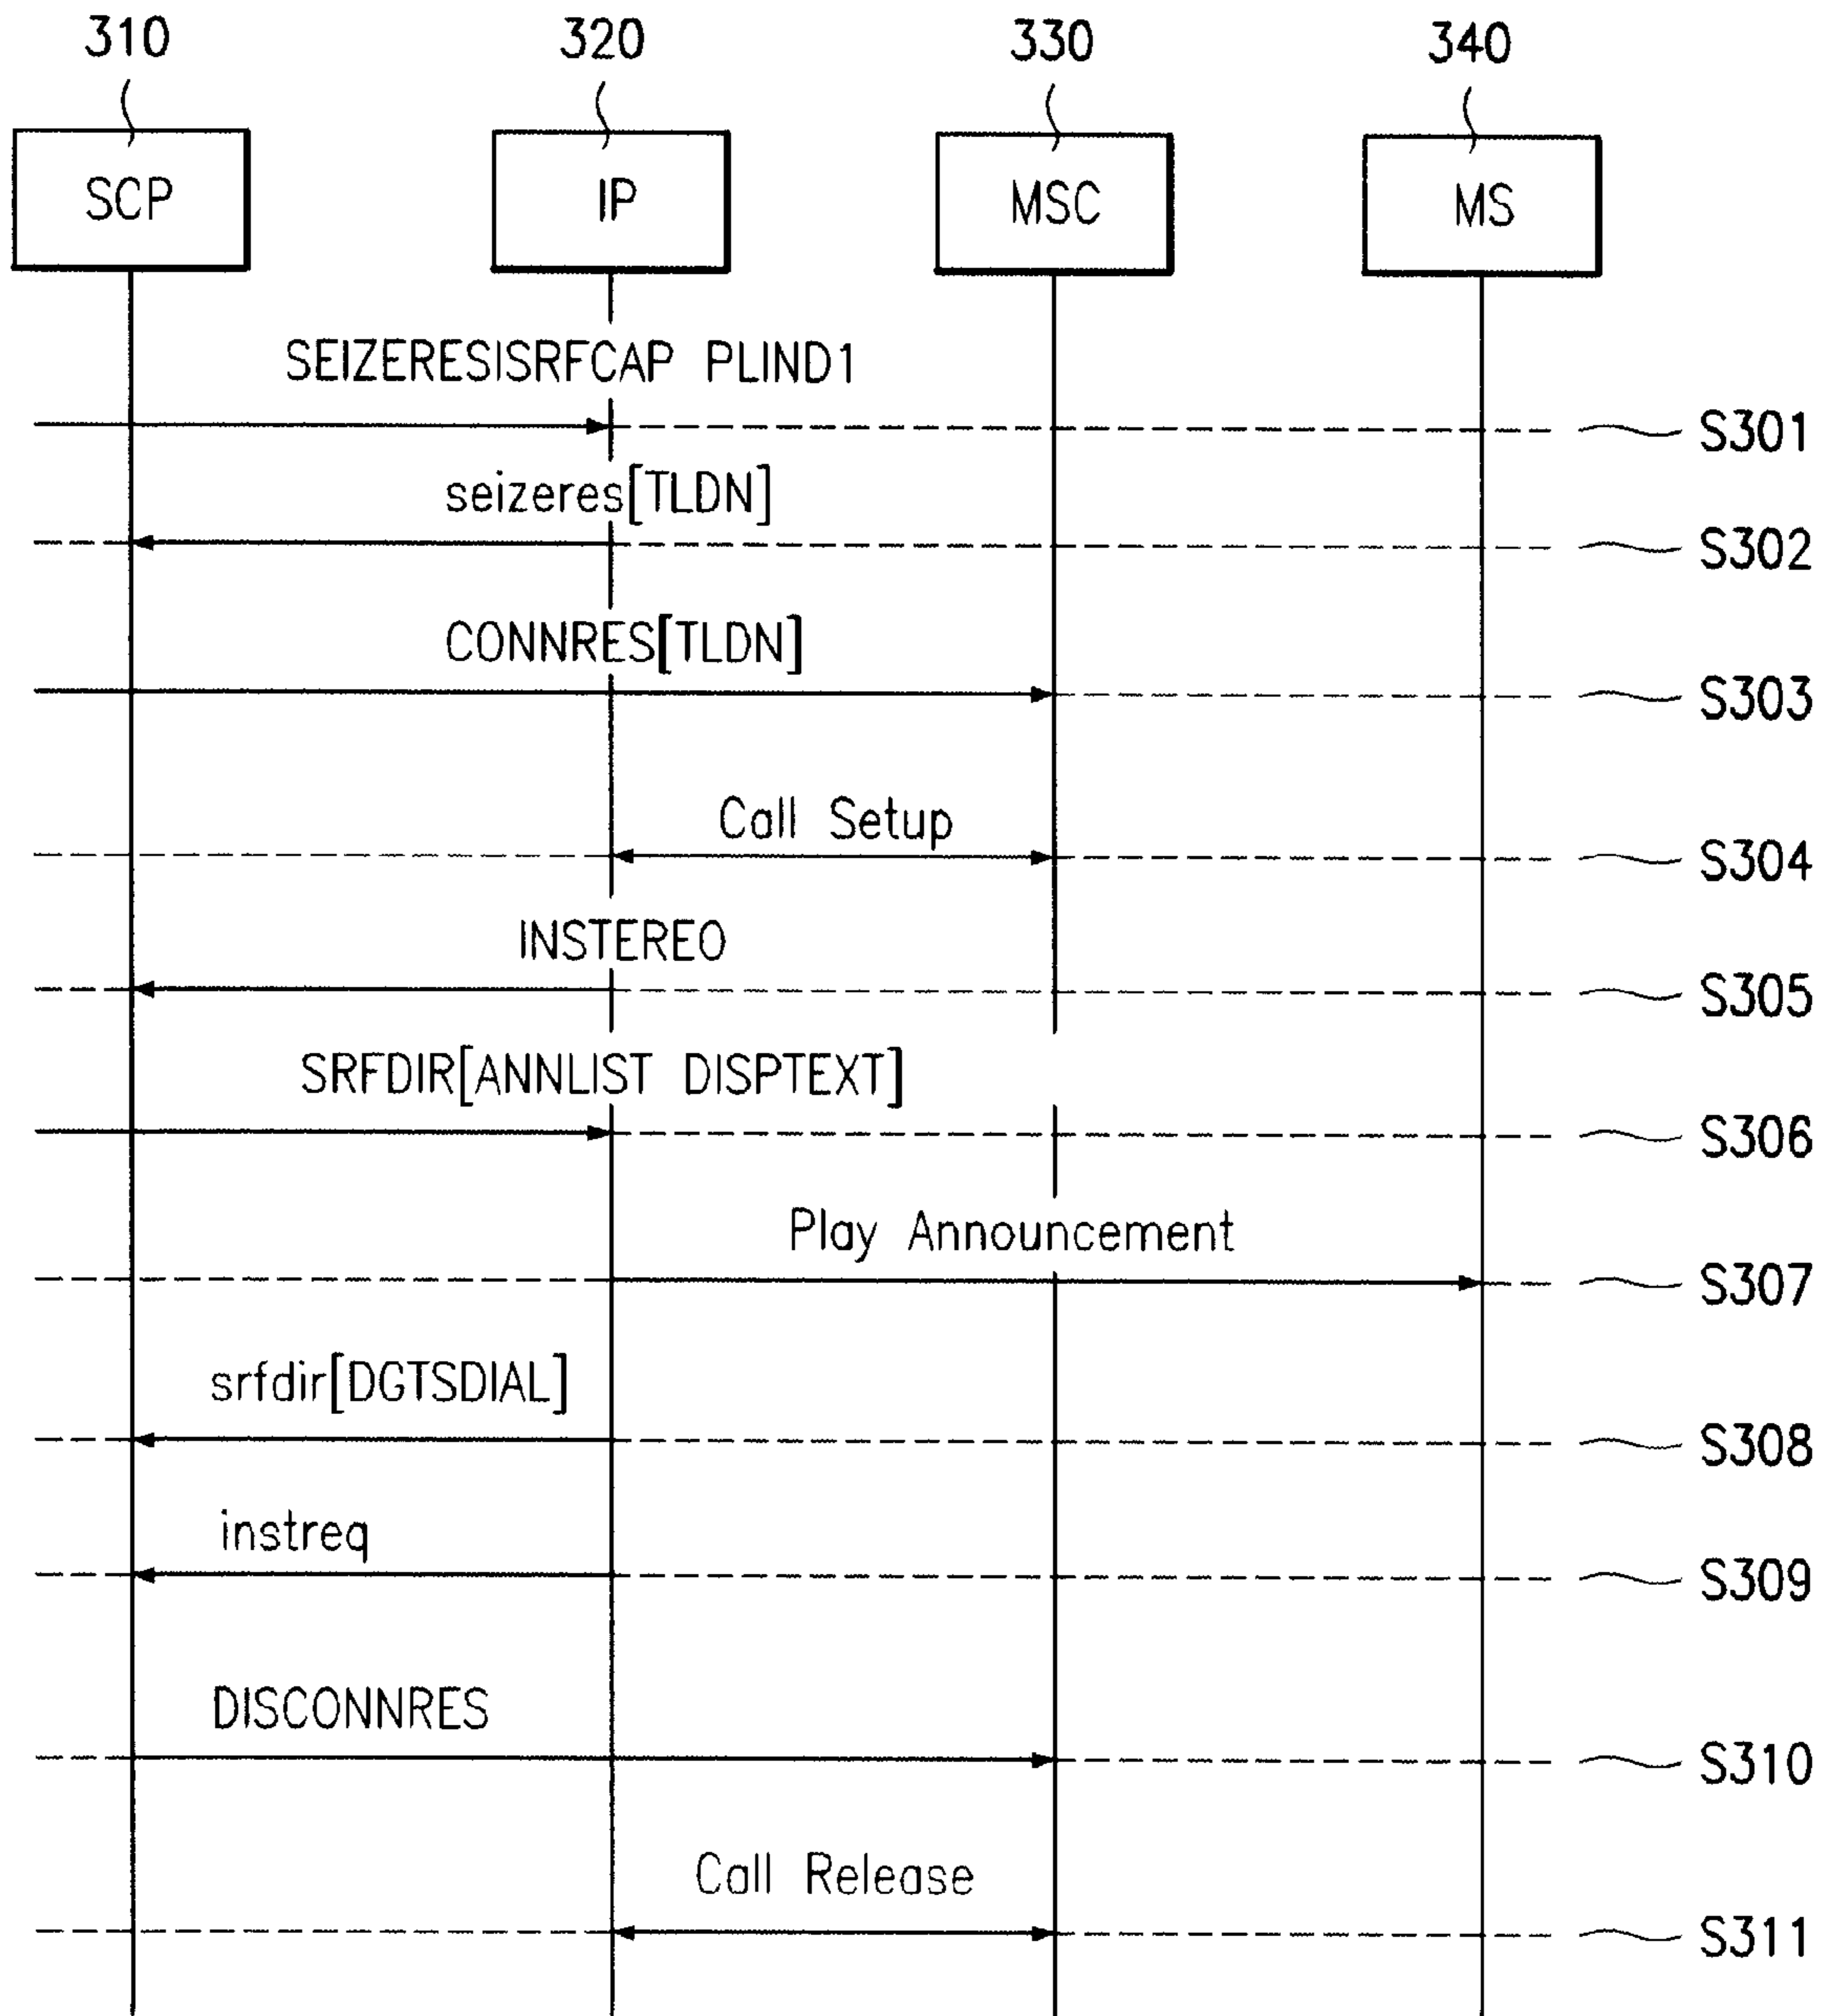 310 320 330 340
SCP IP MSC MS
SEIZERESISRFCAP PLIND1
S301
seizeres[TLDN]
S302
CONNRES[TLDN]
S303
Call Setup
S304
INSTEREO
S305
SRFDIR[ANNLIST DISPTEXT]
S306
Play Announcement
S307
srfdir[DGTSDIAL]
S308
instreq
S309
DISCONNRES
S310
Call Release
S311